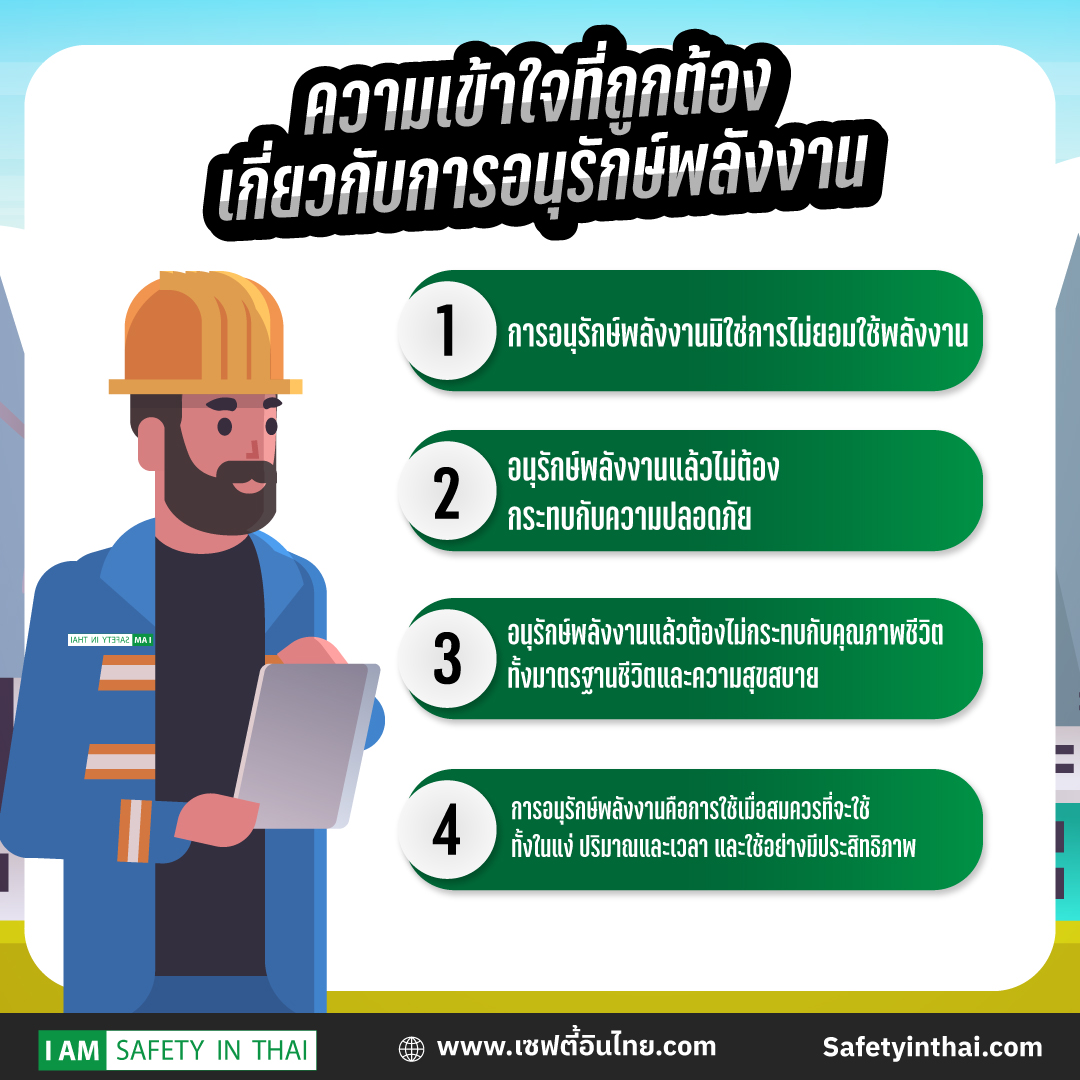 ความเข้าใจที่ถูกต้อง
เกี่ยวกับการอนุรักษ์พลังงาน
1
การอนุรักษ์พลังงานมิใช่การไม่ยอมใช้พลังงาน
2
อนุรักษ์พลังงานแล้วไม่ต้อง
กระทบกับความปลอดภัย
3
อนุรักษ์พลังงานแล้วต้องไม่กระทบกับคุณภาพชีวิต
ทั้งมาตรฐานชีวิตและความสุขสบาย
4
การอนุรักษ์พลังงานคือการใช้เมื่อสมควรที่จะใช้
ทั้งในแง่ ปริมาณและเวลา และใช้อย่างมีประสิทธิภาพ
I AM SAFETY IN THAI
I AM SAFETY IN THAI
www.เซฟตี้อินไทย.com
Safetyinthai.com